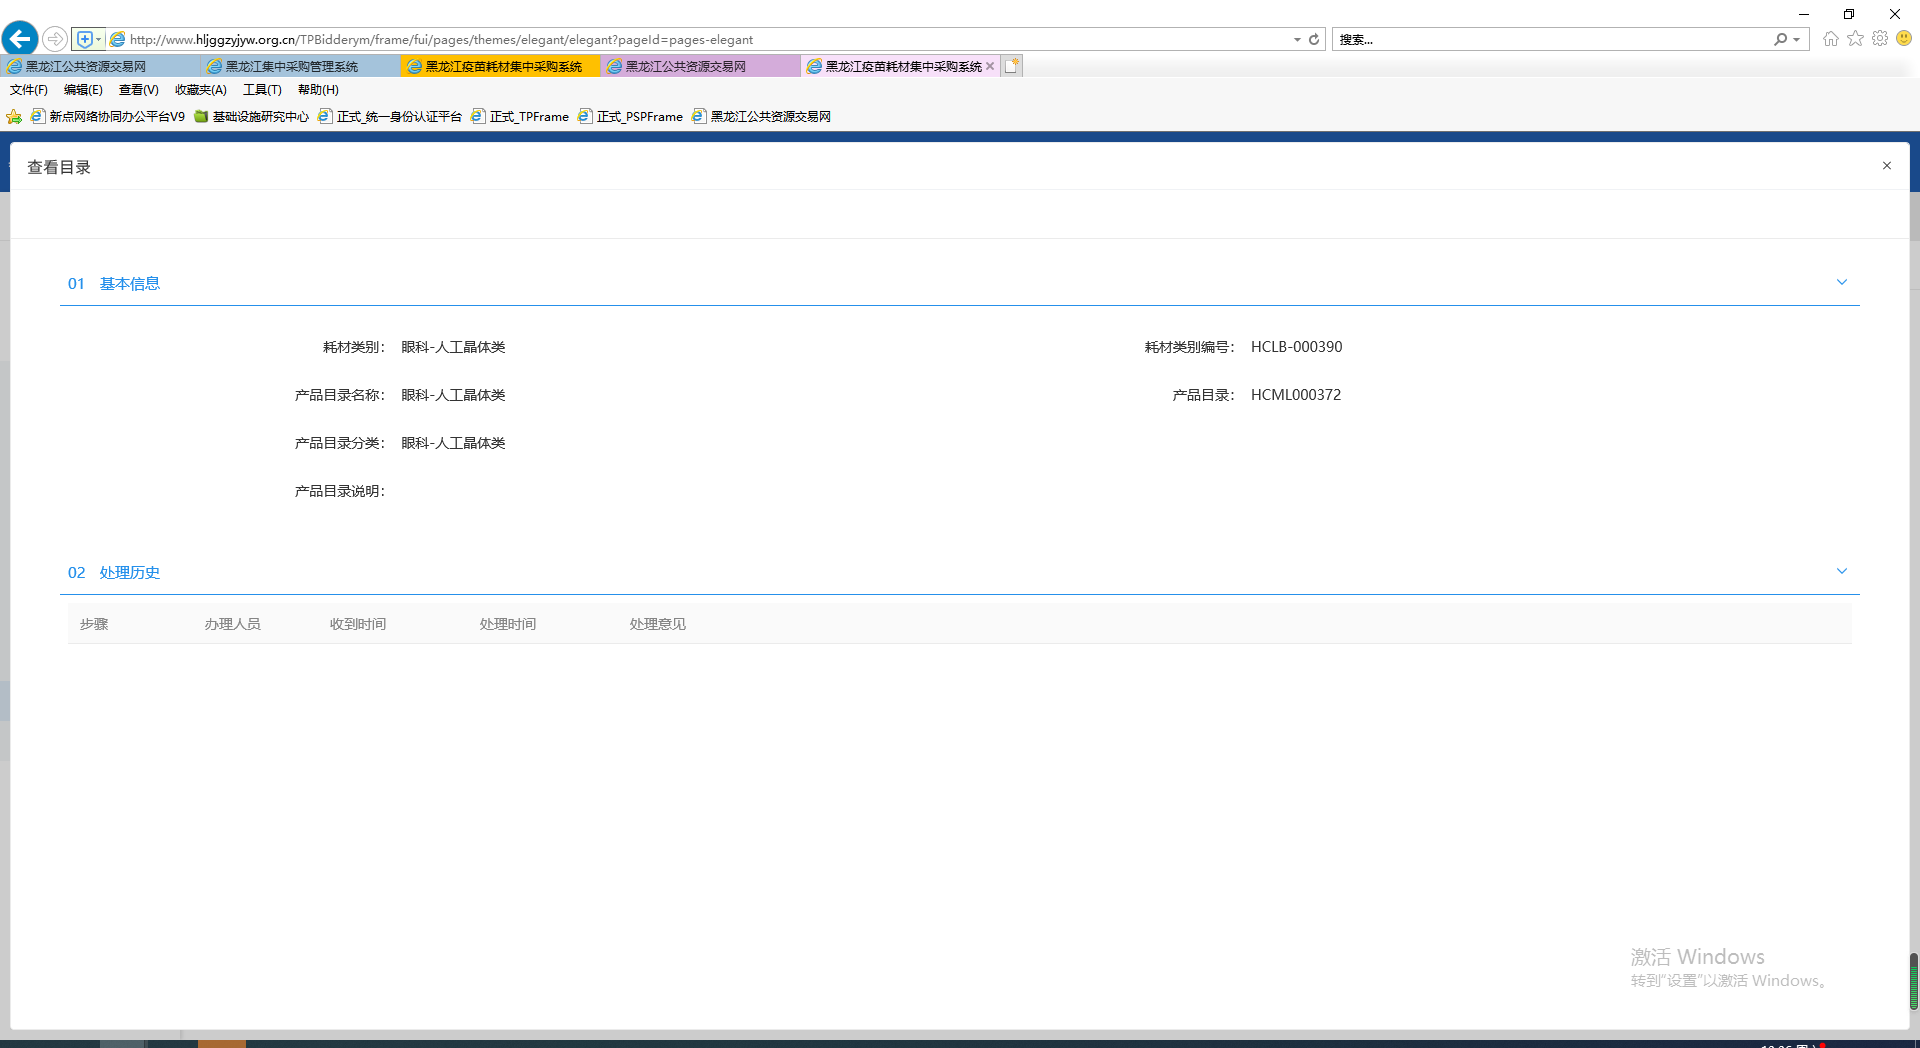 http://www.hljggzyjyw.org.cn/TPBidderym/frame/fui/pages/themes/elegant/elegant?pageId=pages-elegant 搜索...
黑龙江公共资源交易网 黑龙江集中采购管理系统 黑龙江疫苗耗材集中采购系统 黑龙江公共资源交易网 黑龙江疫苗耗材集中采购系统
文件(F) 编辑(E) 查看(V) 收藏夹(A) 工具(T) 帮助(H)
新点网络协同办公平台V9 基础设施研究中心 正式_统一身份认证平台 正式_TPFrame 正式_PSPFrame 黑龙江公共资源交易网
查看目录
01 基本信息
耗材类别: 眼科-人工晶体类 耗材类别编号: HCLB-000390
产品目录名称: 眼科-人工晶体类 产品目录: HCML000372
产品目录分类: 眼科-人工晶体类
产品目录说明:
02 处理历史
步骤 办理人员 收到时间 处理时间 处理意见
激活 Windows
转到"设置"以激活 Windows。